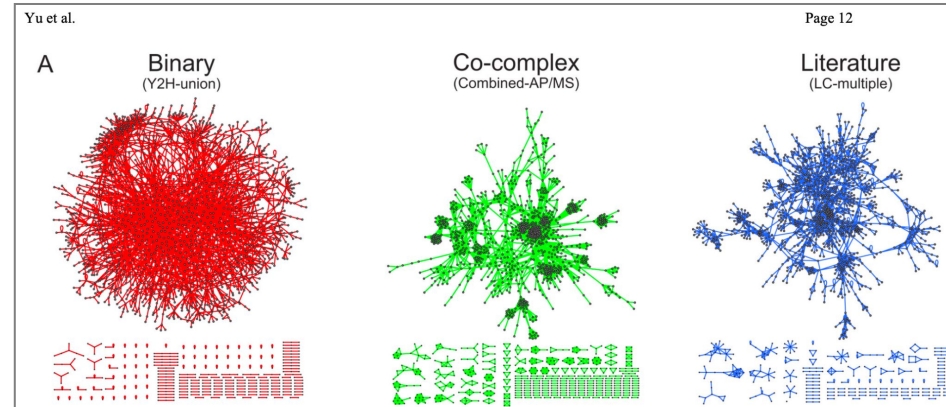 Yu et al.
Page 12
A
Binary
(Y2H-union)
Co-complex
(Combined-AP/MS)
Literature
(LC-multiple)